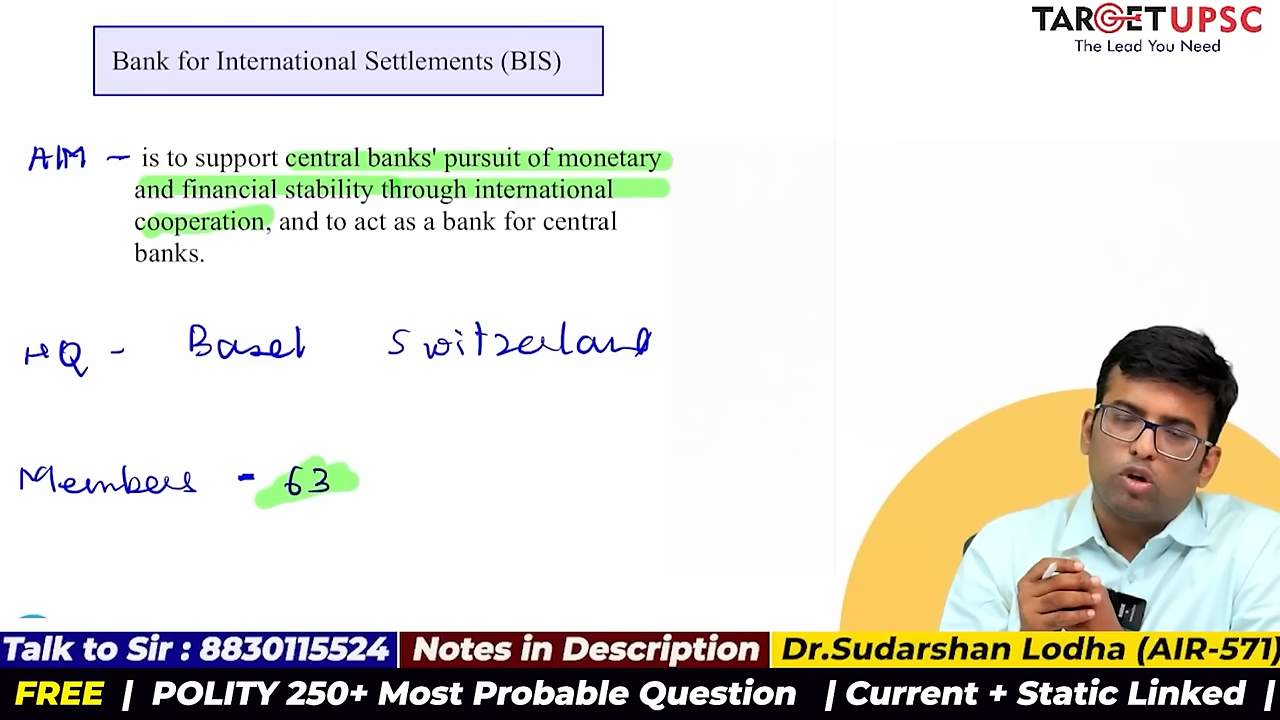 TARGETUPSC
The Lead You Need
Bank for International Settlements (BIS)
AIM - is to support central banks' pursuit of monetary
and financial stability through international
cooperation, and to act as a bank for central
banks.
HQ - Basel Switzerland
Members - 63
Talk to Sir : 8830115524 Notes in Description Dr.Sudarshan Lodha (AIR-571)
FREE | POLITY 250+ Most Probable Question | Current + Static Linked |